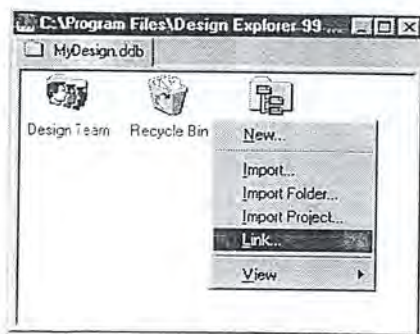 C:\Program Files\Design Explorer 99 ...
MyDesign.ddb
Design Team
Recycle Bin
New...
Import...
Import Folder...
Import Project...
Link...
View